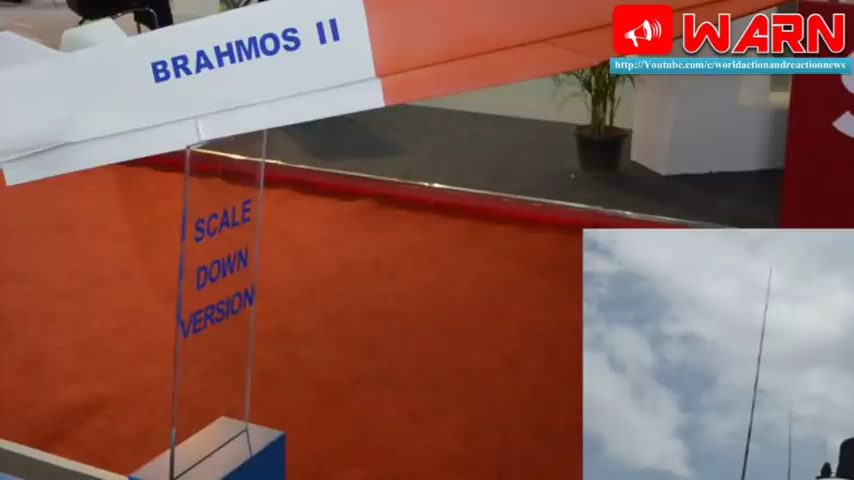 BRAHMOS II
WARN
http://Youtube.com/c/worldactionandreactionnews
SCALE
DOWN
VERSION